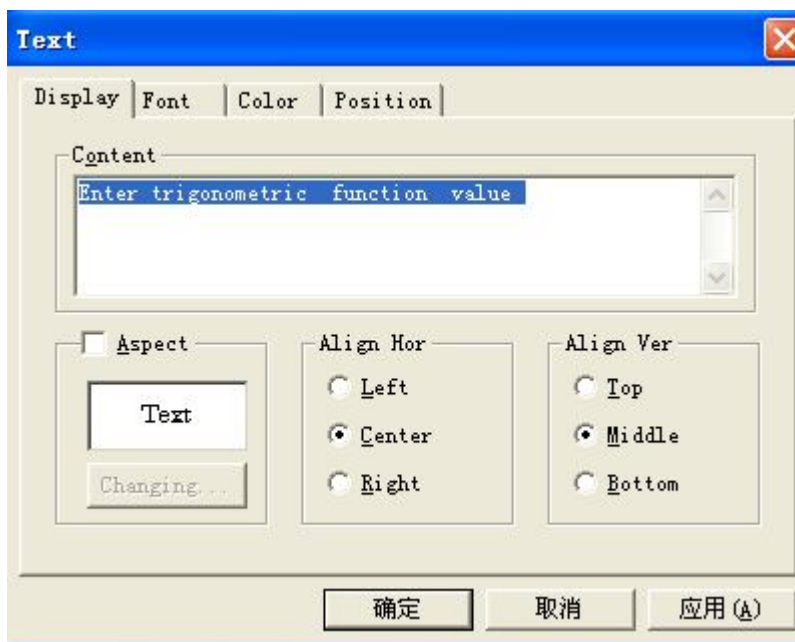 Text
Display Font Color Position
Content
Enter trigonometric function value
Aspect Align Hor Align Ver
Text
Left Top
Center Middle
Changing... Right Bottom
确定 取消 应用(A)